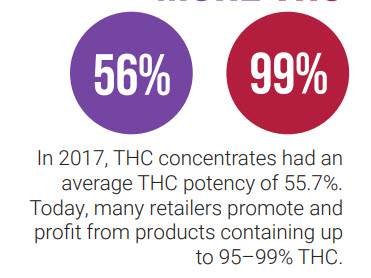 56%
99%
In 2017, THC concentrates had an
average THC potency of 55.7%.
Today, many retailers promote and
profit from products containing up
to 95–99% THC.